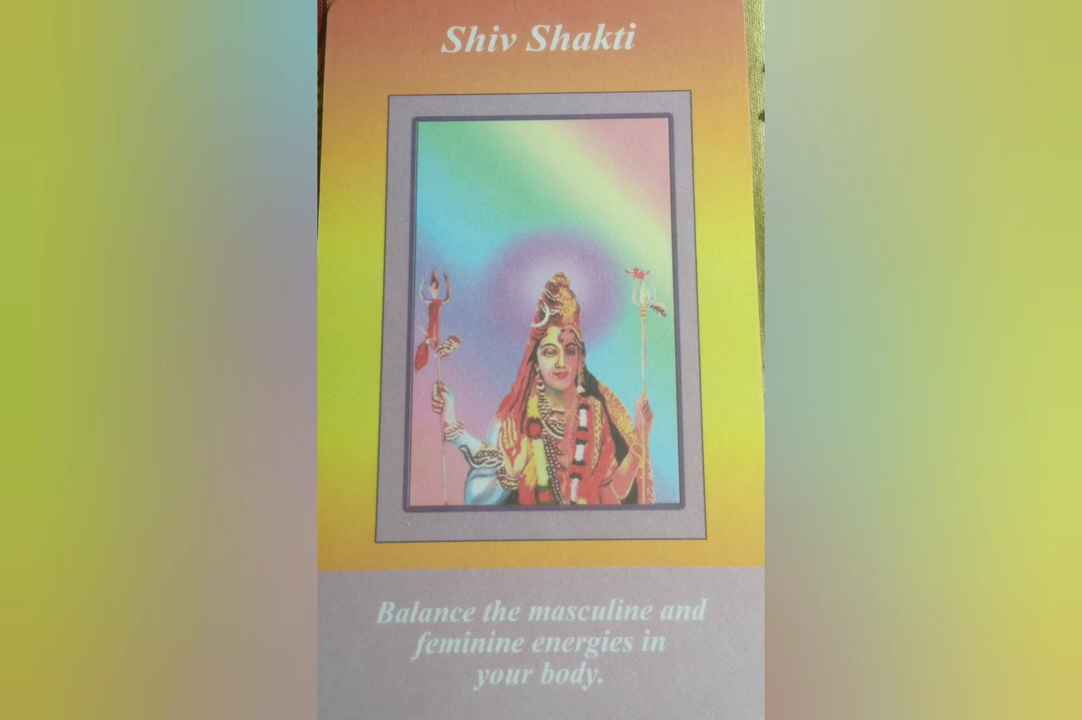 Shiv Shakti
Balance the masculine and
feminine energies in
your body.